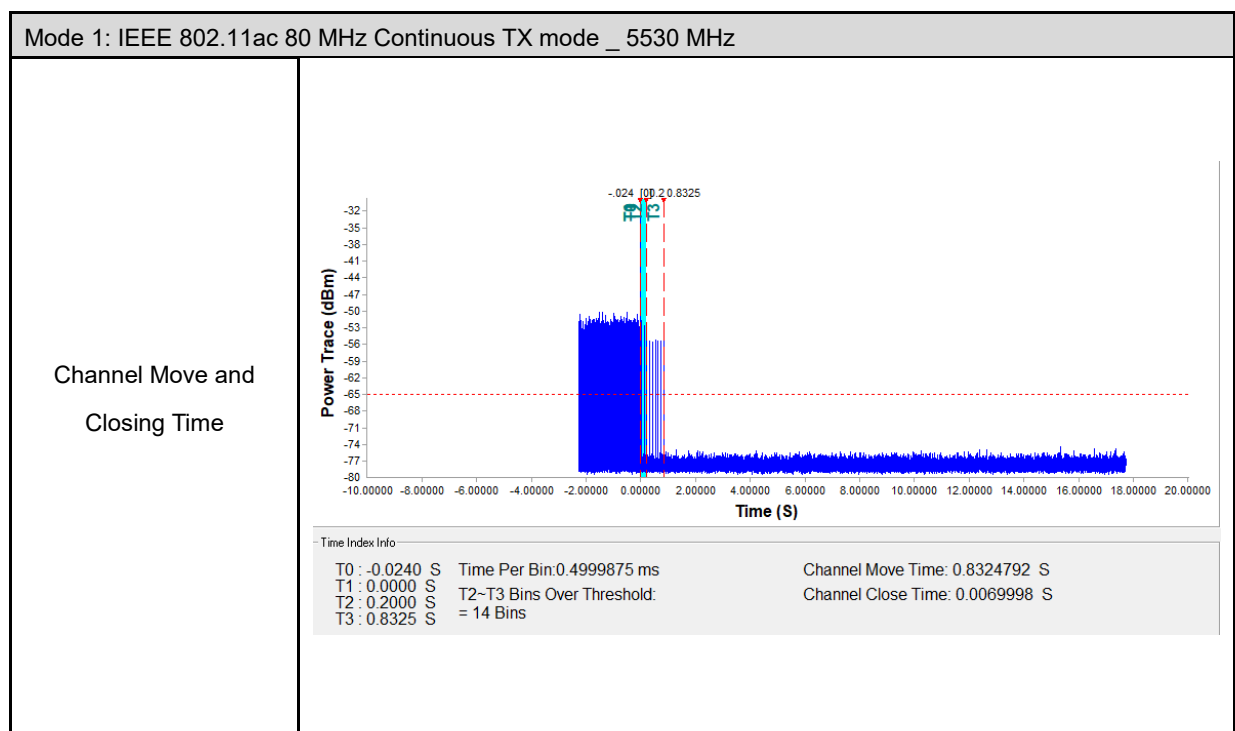 Mode 1: IEEE 802.11ac 80 MHz Continuous TX mode _ 5530 MHz
Channel Move and
Closing Time
-.024 0.2 0.8325
T3
-32
-35
-38
-41
-44
-47
-50
-53
-56
-59
-62
-65
-68
-71
-74
-77
-80
Power Trace (dBm)
-10.00000 -8.00000 -6.00000 -4.00000 -2.00000 0.00000 2.00000 4.00000 6.00000 8.00000 10.00000 12.00000 14.00000 16.00000 18.00000 20.00000
Time (S)
Time Index Info
T0 : -0.0240 S
T1 : 0.0000 S
T2 : 0.2000 S
T3 : 0.8325 S
Time Per Bin:0.4999875 ms
T2~T3 Bins Over Threshold:
= 14 Bins
Channel Move Time: 0.8324792 S
Channel Close Time: 0.0069998 S